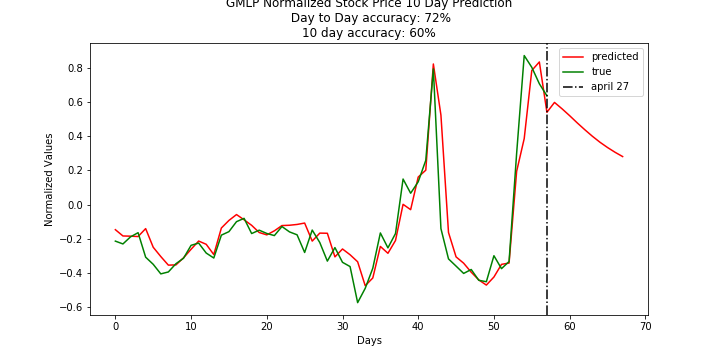 GMLP Normalized Stock Price 10 Day Prediction
Day to Day accuracy: 72%
10 day accuracy: 60%
predicted
true
april 27
Normalized Values
0.8
0.6
0.4
0.2
0.0
−0.2
−0.4
−0.6
0 10 20 30 40 50 60 70
Days